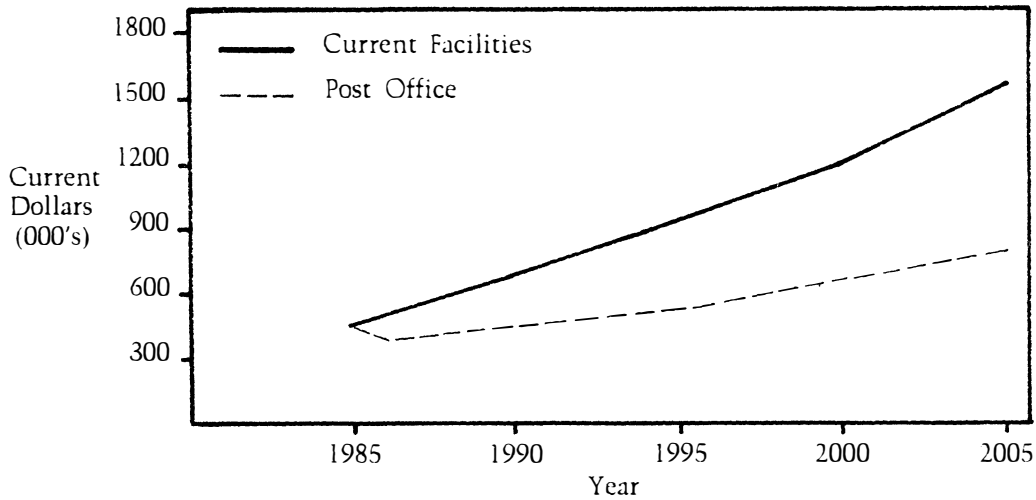 1800
1500
1200
900
600
300
Current Facilities
Post Office
Current
Dollars
(000's)
1985 1990 1995 2000 2005
Year